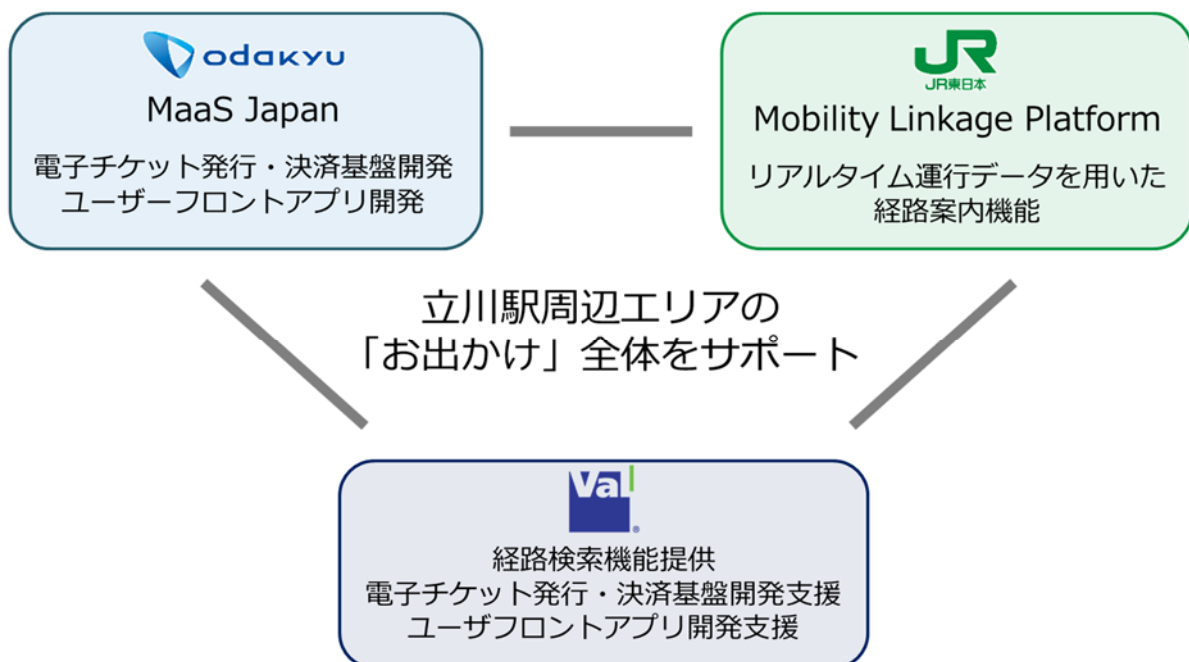 odakyu
MaaS Japan
電子チケット発行・決済基盤開発
ユーザーフロントアプリ開発
JR
JR東日本
Mobility Linkage Platform
リアルタイム運行データを用いた
経路案内機能
立川駅周辺エリアの
「お出かけ」全体をサポート
Val
®
経路検索機能提供
電子チケット発行・決済基盤開発支援
ユーザフロントアプリ開発支援